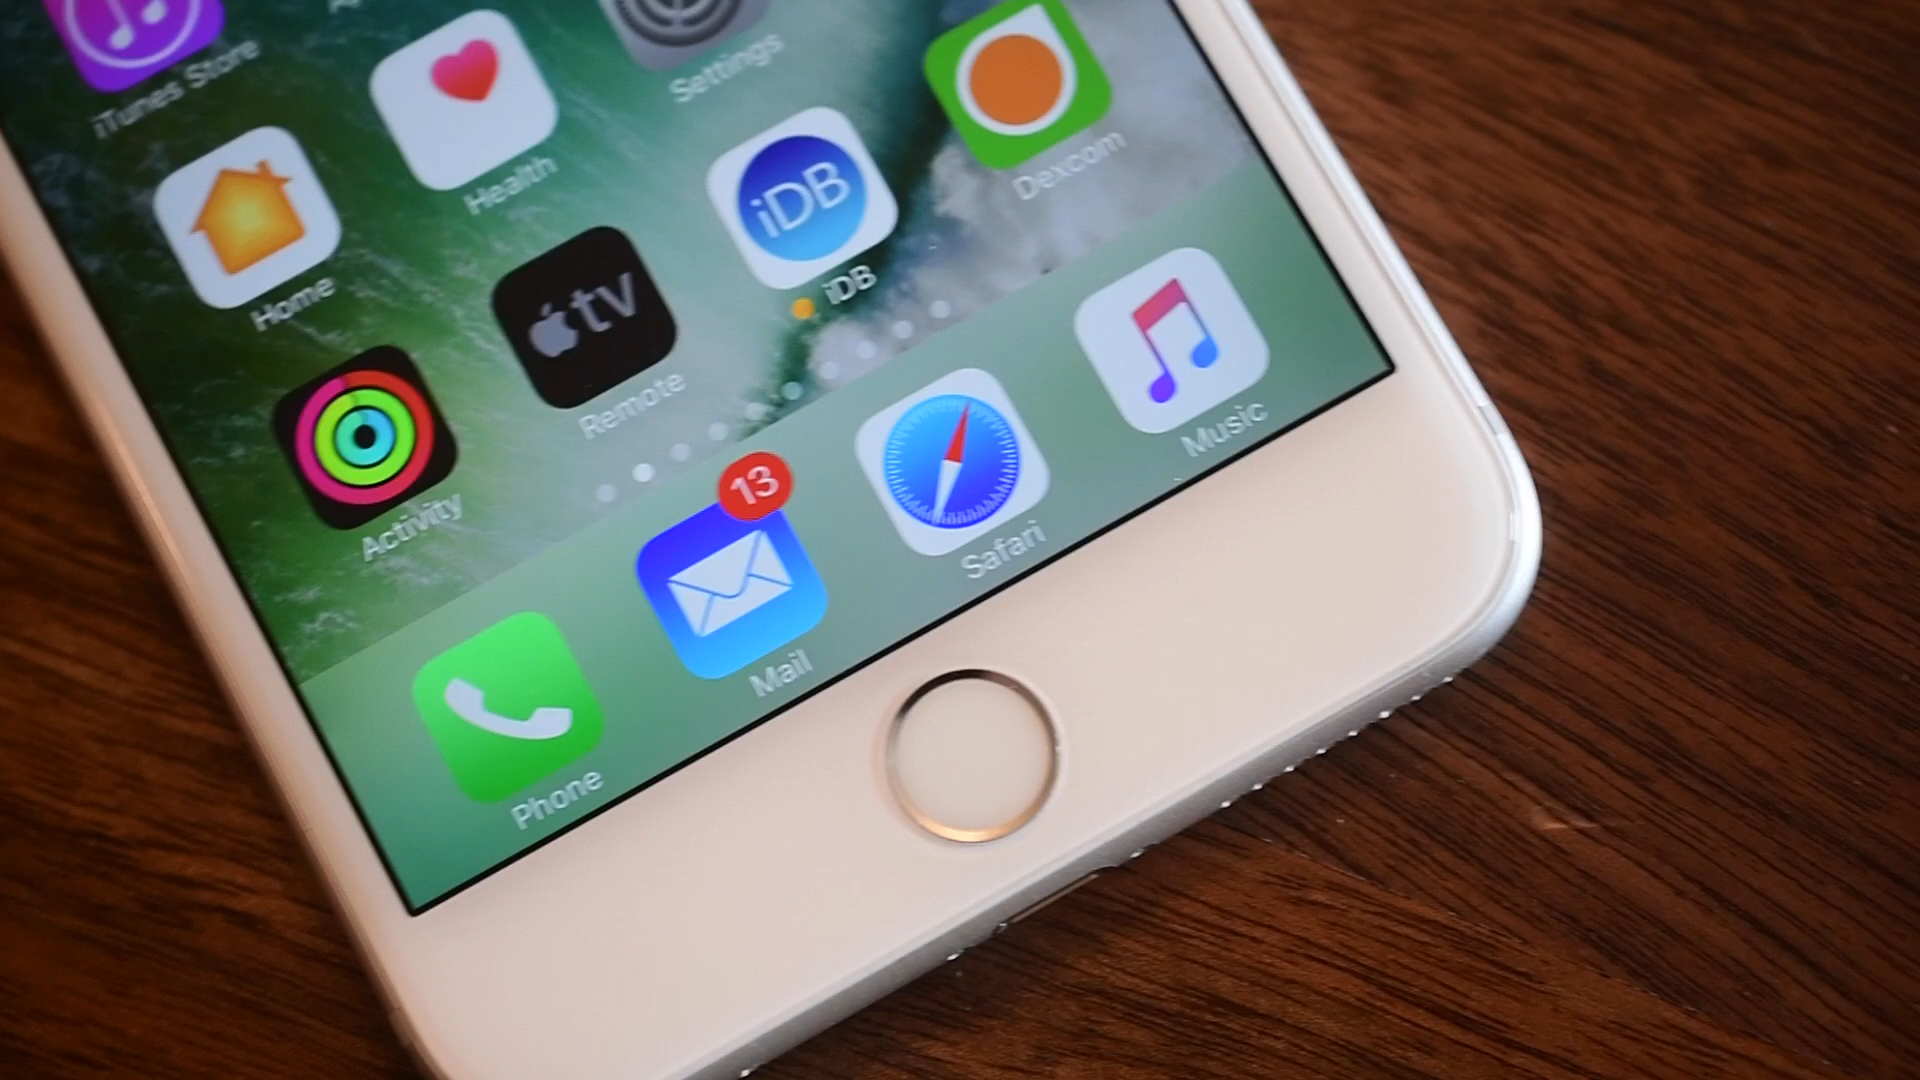 iTunes Store
Settings
Health
Dexcom
Home
tv
Remote
iDB
iDB
Activity
13
Phone
Mail
Safari
Music